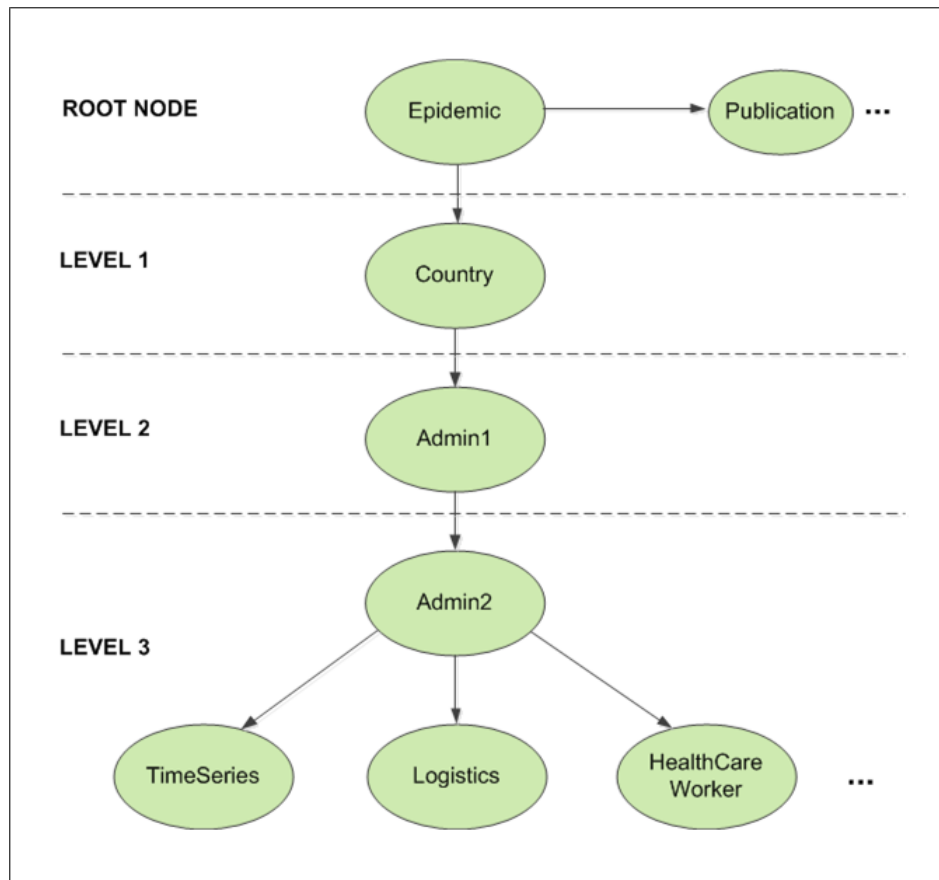 ROOT NODE
Epidemic
Publication
...
LEVEL 1
Country
LEVEL 2
Admin1
Admin2
LEVEL 3
TimeSeries
Logistics
HealthCare
Worker
...